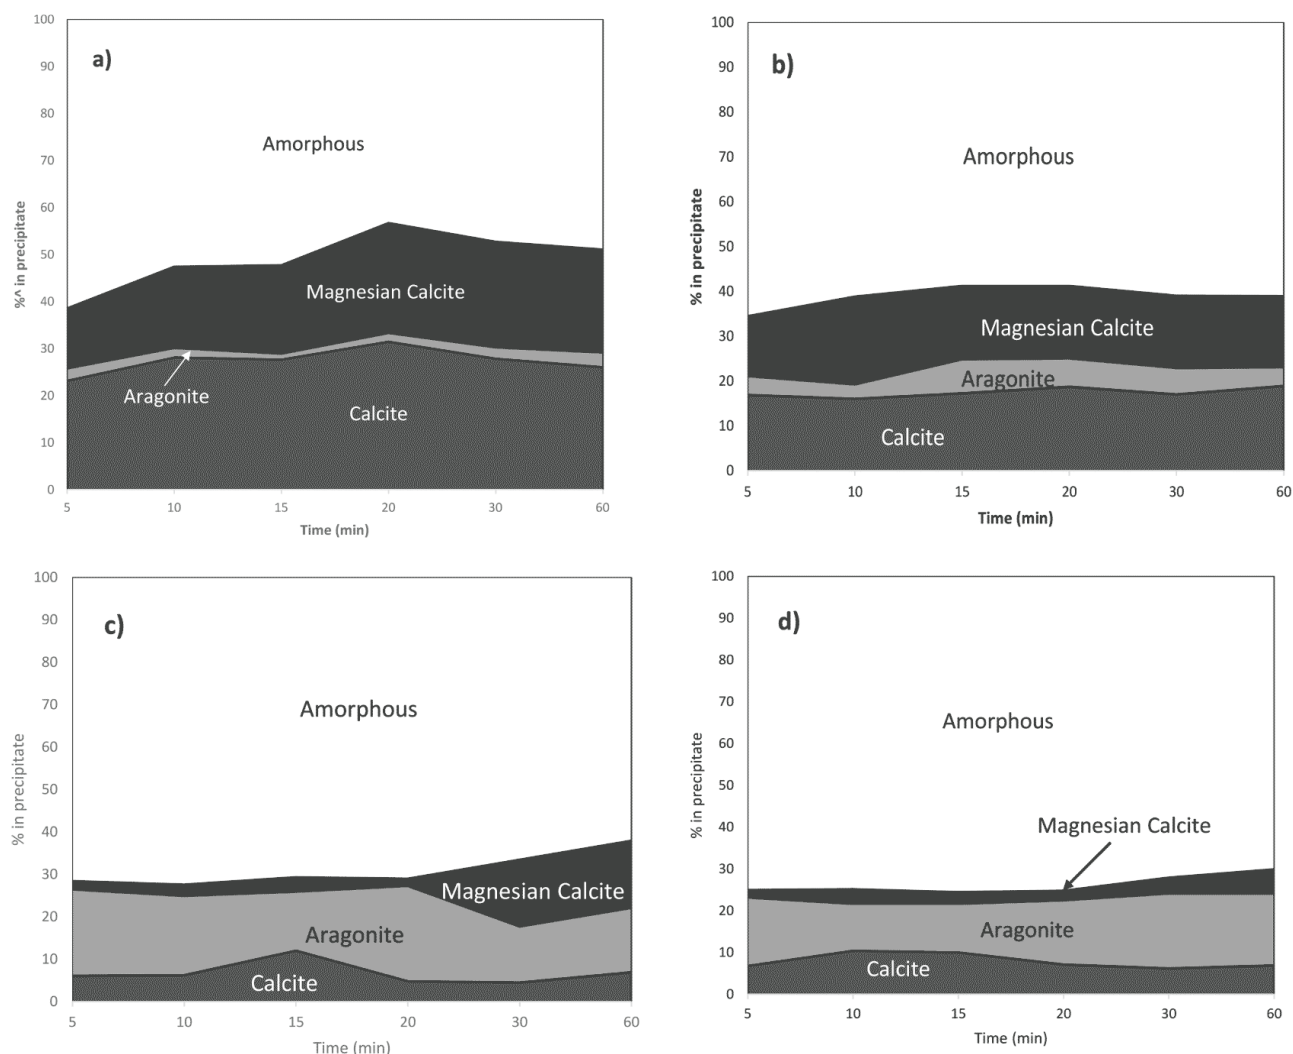 a)
100
90
80
70
60
50
40
30
20
10
0
%^ in precipitate
Amorphous
Magnesian Calcite
Aragonite
Calcite
5 10 15 20 30 60
Time (min)
b)
100
90
80
70
60
50
40
30
20
10
0
% in precipitate
Amorphous
Magnesian Calcite
Aragonite
Calcite
5 10 15 20 30 60
Time (min)
c)
100
90
80
70
60
50
40
30
20
10
0
% in precipitate
Amorphous
Magnesian Calcite
Aragonite
Calcite
5 10 15 20 30 60
Time (min)
d)
100
90
80
70
60
50
40
30
20
10
0
% in precipitate
Amorphous
Magnesian Calcite
Aragonite
Calcite
5 10 15 20 30 60
Time (min)